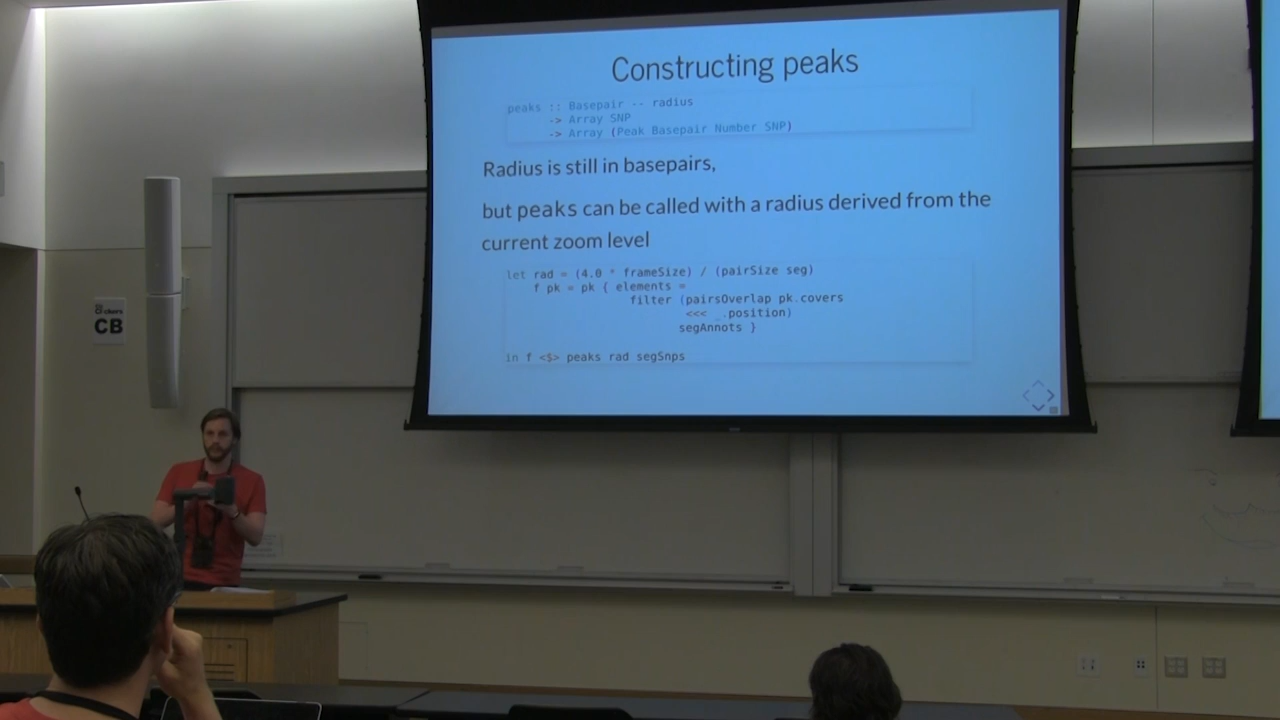 Constructing peaks
peaks :: Basepair -- radius
-> Array SNP
-> Array (Peak Basepair Number SNP)
Radius is still in basepairs,
but peaks can be called with a radius derived from the
current zoom level
let rad = (4.0 * frameSize) / (pairSize seg)
f pk = pk { elements =
filter (pairsOverlap pk.covers
<<< _.position)
segAnnots }
in f <$> peaks rad segSnps
CB